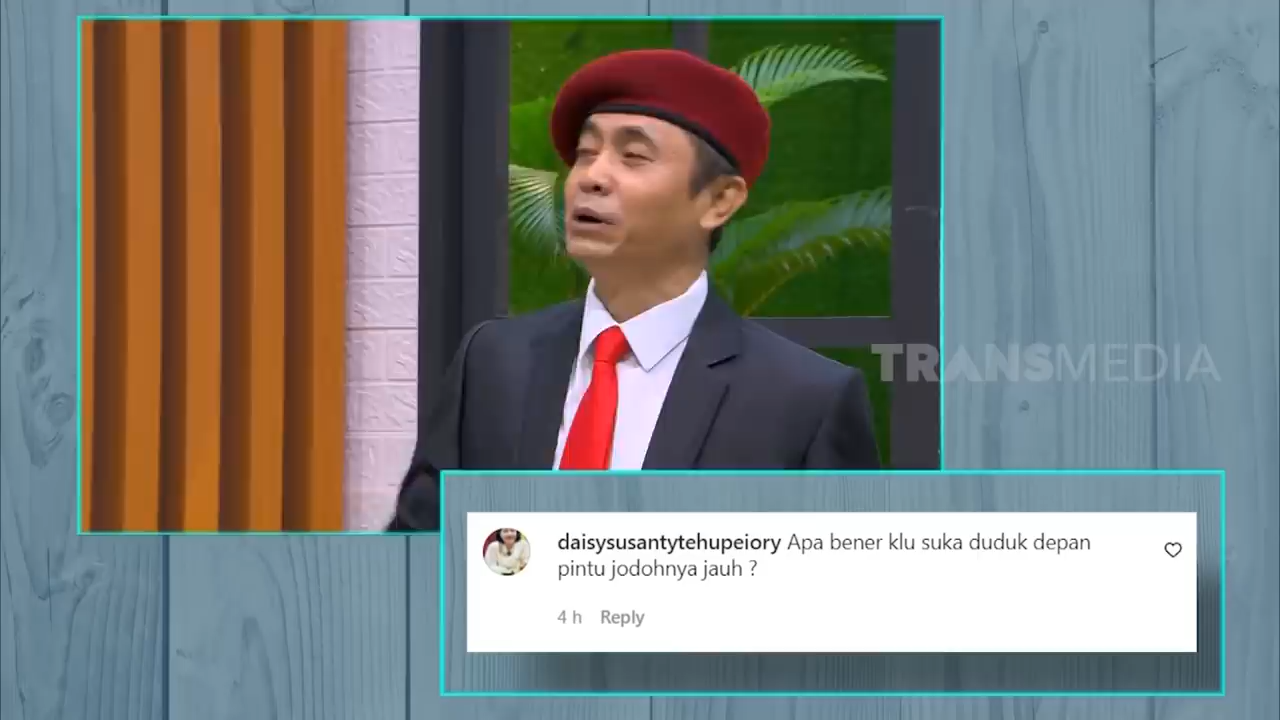 TRANSMEDIA
daisysusantytehupeiory Apa bener klu suka duduk depan
pintu jodohnya jauh ?
4 h Reply